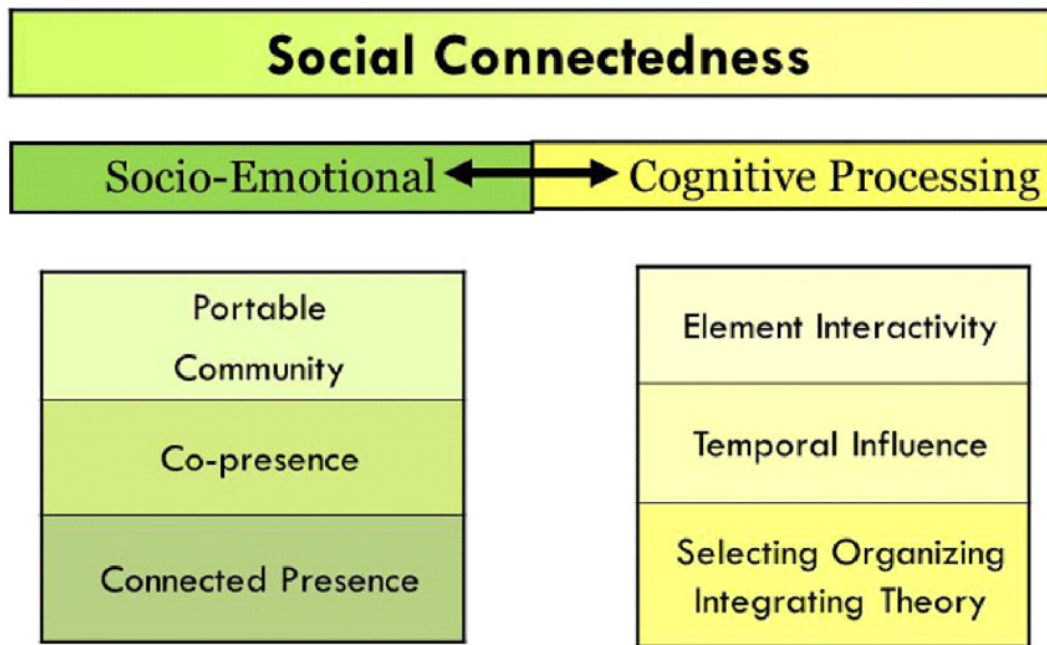 Social Connectedness
Socio-Emotional
Cognitive Processing
Portable
Community
Co-presence
Connected Presence
Element Interactivity
Temporal Influence
Selecting Organizing
Integrating Theory